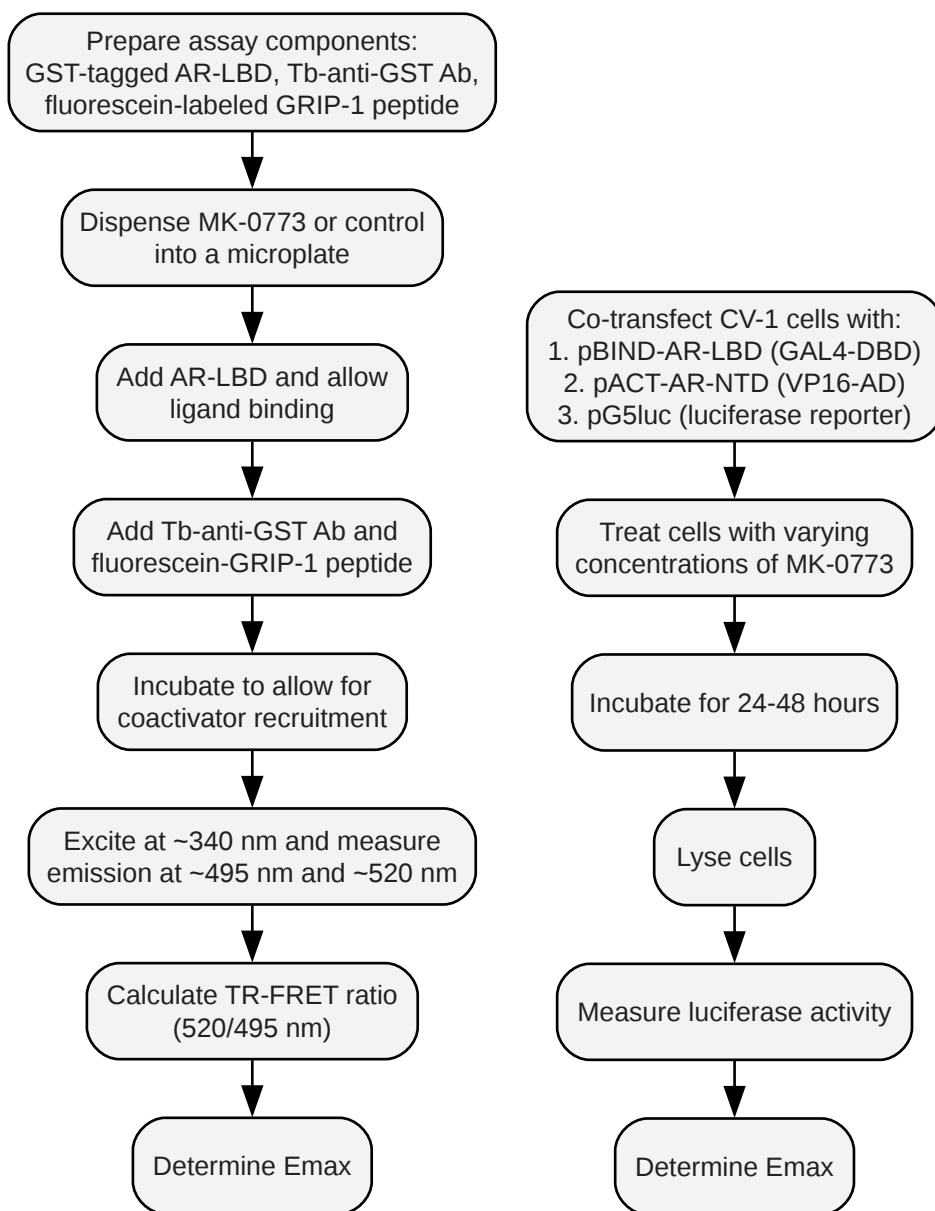 Prepare assay components:
GST-tagged AR-LBD, Tb-anti-GST Ab,
fluorescein-labeled GRIP-1 peptide
Dispense MK-0773 or control
into a microplate
Add AR-LBD and allow
ligand binding
Add Tb-anti-GST Ab and
fluorescein-GRIP-1 peptide
Incubate to allow for
coactivator recruitment
Excite at ~340 nm and measure
emission at ~495 nm and ~520 nm
Calculate TR-FRET ratio
(520/495 nm)
Determine Emax
Co-transfect CV-1 cells with:
1. pBIND-AR-LBD (GAL4-DBD)
2. pACT-AR-NTD (VP16-AD)
3. pG5luc (luciferase reporter)
Treat cells with varying
concentrations of MK-0773
Incubate for 24-48 hours
Lyse cells
Measure luciferase activity
Determine Emax